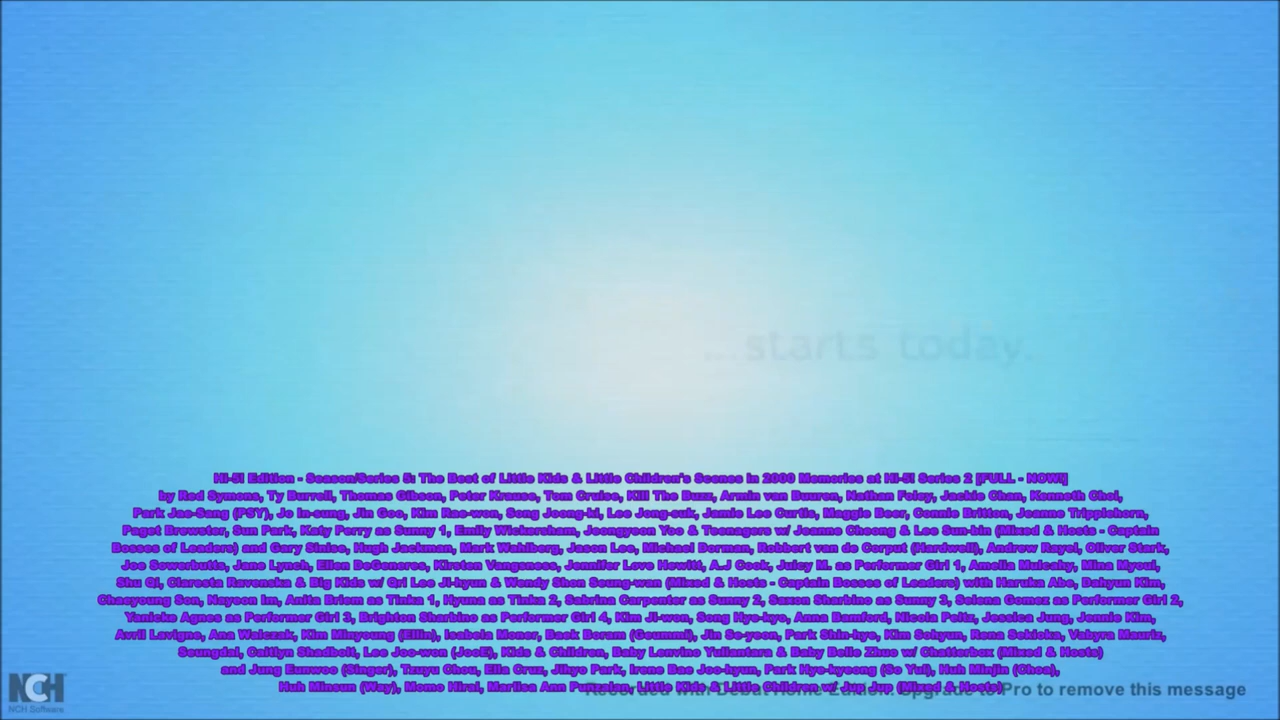 ...starts today.
Hi-5! Edition - Season/Series 5: The Best of Little Kids & Little Children's Scenes in 2000 Memories at Hi-5! Series 2 [FULL - NOW!]
by Red Symons, Ty Burrell, Thomas Gibson, Peter Krause, Tom Cruise, Kill The Buzz, Armin van Buuren, Nathan Foley, Jackie Chan, Kenneth Choi,
Park Jae-Sang (PSY), Jo In-sung, Jin Goo, Kim Rae-won, Song Joong-ki, Lee Jong-suk, Jamie Lee Curtis, Maggie Beer, Connie Britton, Jeanne Tripplehorn,
Paget Brewster, Sun Park, Katy Perry as Sunny 1, Emily Wickersham, Jeongyeon Yoo & Teenagers w/ Joanne Cheong & Lee Sun-bin (Mixed & Hosts - Captain
Bosses of Leaders) and Gary Sinise, Hugh Jackman, Mark Wahlberg, Jason Lee, Michael Dorman, Robbert van de Corput (Hardwell), Andrew Rayel, Oliver Stark,
Joe Sowerbutts, Jane Lynch, Ellen DeGeneres, Kirsten Vangsness, Jennifer Love Hewitt, A.J Cook, Juicy M. as Performer Girl 1, Amelia Mulcahy, Mina Myoui,
Shu Qi, Claresta Ravenska & Big Kids w/ Qri Lee Ji-hyun & Wendy Shon Seung-wan (Mixed & Hosts - Captain Bosses of Leaders) with Haruka Abe, Dahyun Kim,
Chaeyoung Son, Nayeon Im, Anita Briem as Tinka 1, Hyuna as Tinka 2, Sabrina Carpenter as Sunny 2, Saxon Sharbino as Sunny 3, Selena Gomez as Performer Girl 2,
Yanicke Agnes as Performer Girl 3, Brighton Sharbino as Performer Girl 4, Kim Ji-won, Song Hye-kyo, Anna Bamford, Nicola Peltz, Jessica Jung, Jennie Kim,
Avril Lavigne, Ana Walczak, Kim Minyoung (Ellin), Isabela Moner, Baek Boram (Geummi), Jin Se-yeon, Park Shin-hye, Kim Sohyun, Rena Sekioka, Vabyra Mauriz,
Seungdal, Caitlyn Shadbolt, Lee Joo-won (JooE), Kids & Children, Baby Lonvino Yuliantara & Baby Belle Zhuo w/ Chatterbox (Mixed & Hosts)
and Jung Eunwoo (Singer), Tzuyu Chou, Ella Cruz, Jihyo Park, Irene Bae Joo-hyun, Park Hye-kyeong (So Yul), Huh Minjin (Choa),
Huh Minsun (Way), Momo Hirai, Marlisa Ann Punzalan, Little Kids & Little Children w/ Jup Jup (Mixed & Hosts)
Pro to remove this message
NCH
NCH Software